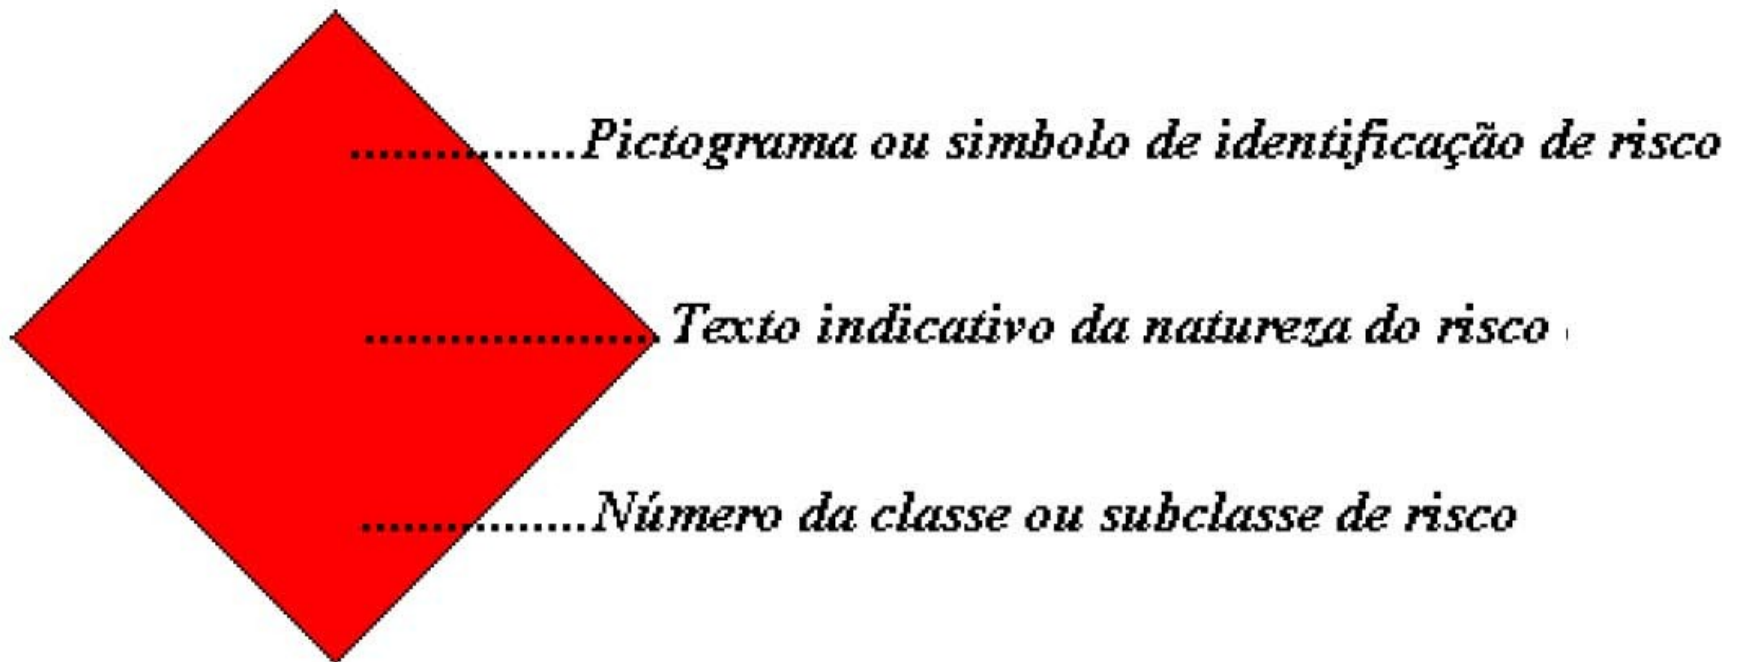 ...............Pictograma ou simbolo de identificação de risco
.....................Texto indicativo da natureza do risco
................Número da classe ou subclasse de risco